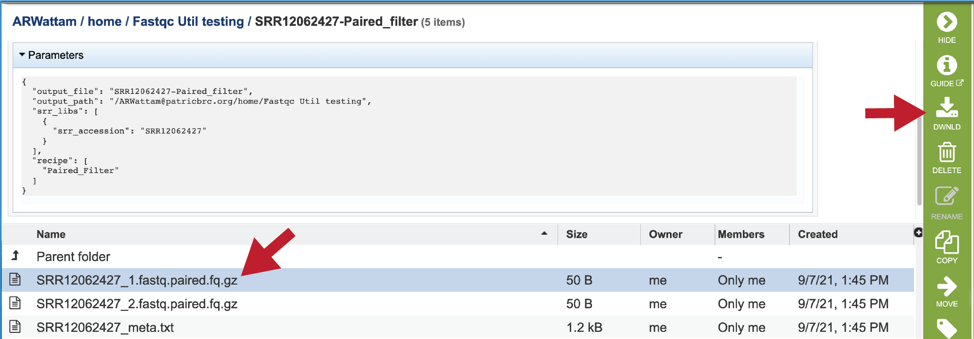 ARWattam / home / Fastqc Util testing / SRR12062427-Paired_filter (5 items)
Parameters
{
"output_file": "SRR12062427-Paired_filter",
"output_path": "/ARWattam@patricbrc.org/home/Fastqc Util testing",
"srr_libs": [
{
"srr_accession": "SRR12062427"
}
],
"recipe": [
"Paired_Filter"
]
}
Name Size Owner Members Created
Parent folder -
SRR12062427_1.fastq.paired.fq.gz 50 B me Only me 9/7/21, 1:45 PM
SRR12062427_2.fastq.paired.fq.gz 50 B me Only me 9/7/21, 1:45 PM
SRR12062427_meta.txt 1.2 kB me Only me 9/7/21, 1:45 PM
HIDE
GUIDE
DWNLD
DELETE
RENAME
COPY
MOVE